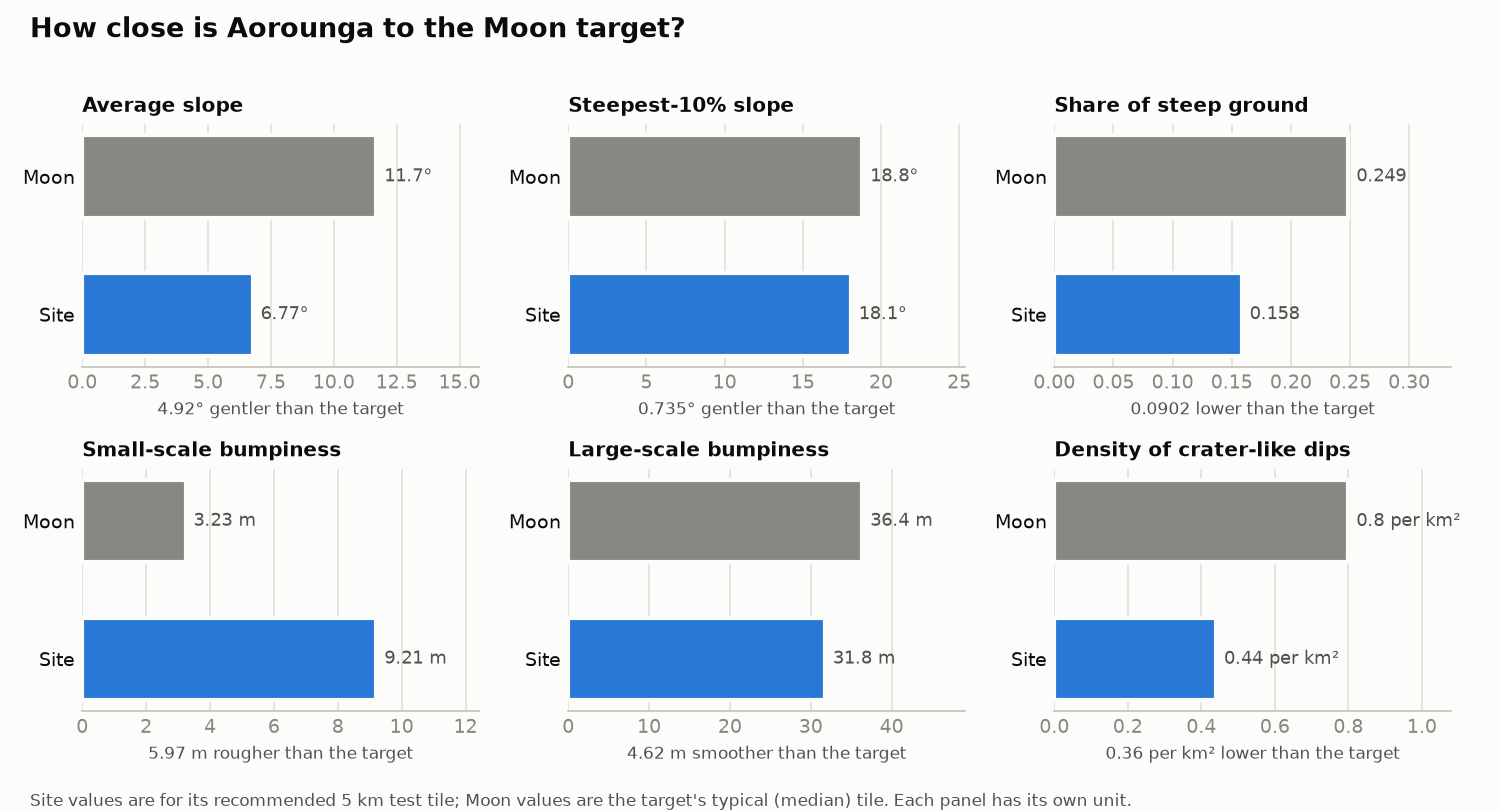 How close is Aorounga to the Moon target?
Average slope
Moon
11.7°
Site
6.77°
0.0 2.5 5.0 7.5 10.0 12.5 15.0
4.92° gentler than the target
Steepest-10% slope
Moon
18.8°
Site
18.1°
0 5 10 15 20 25
0.735° gentler than the target
Share of steep ground
Moon
0.249
Site
0.158
0.00 0.05 0.10 0.15 0.20 0.25 0.30
0.0902 lower than the target
Small-scale bumpiness
Moon
3.23 m
Site
9.21 m
0 2 4 6 8 10 12
5.97 m rougher than the target
Large-scale bumpiness
Moon
36.4 m
Site
31.8 m
0 10 20 30 40
4.62 m smoother than the target
Density of crater-like dips
Moon
0.8 per km²
Site
0.44 per km²
0.0 0.2 0.4 0.6 0.8 1.0
0.36 per km² lower than the target
Site values are for its recommended 5 km test tile; Moon values are the target's typical (median) tile. Each panel has its own unit.